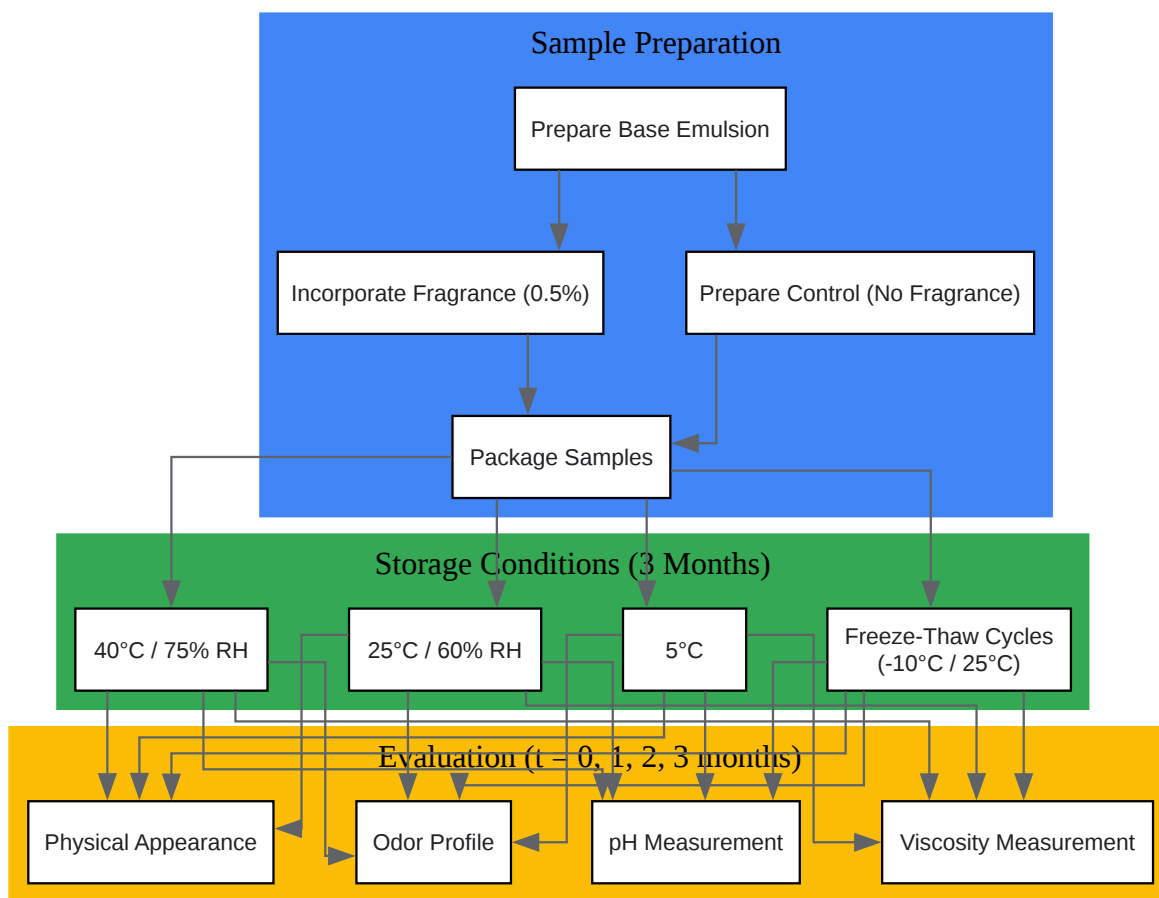 Sample Preparation
Prepare Base Emulsion
Incorporate Fragrance (0.5%)
Prepare Control (No Fragrance)
Package Samples
Storage Conditions (3 Months)
40°C / 75% RH
25°C / 60% RH
5°C
Freeze-Thaw Cycles
(-10°C / 25°C)
Evaluation (t = 0, 1, 2, 3 months)
Physical Appearance
Odor Profile
pH Measurement
Viscosity Measurement